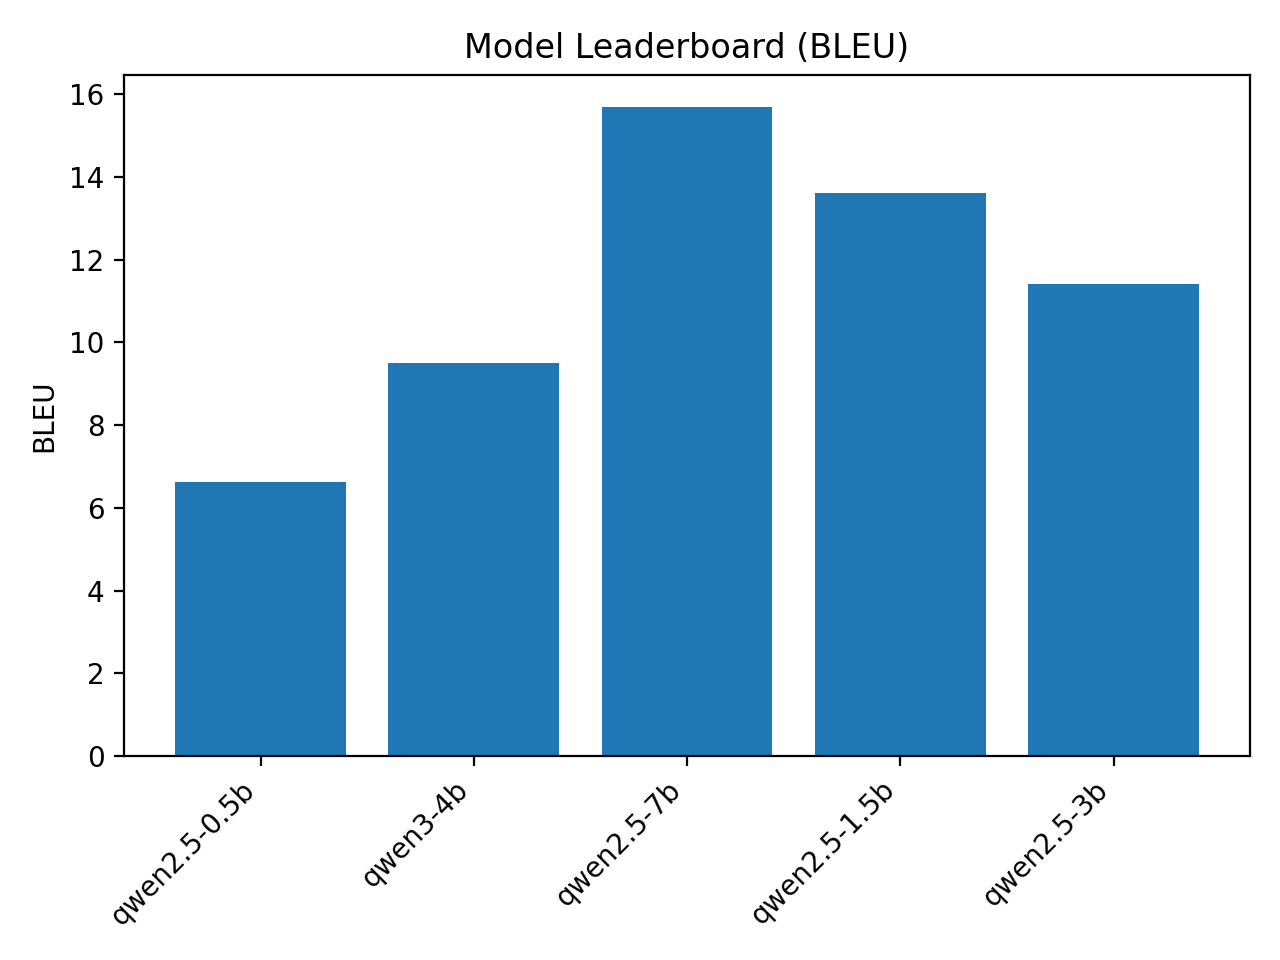 Model Leaderboard (BLEU)
16
14
12
10
8
6
4
2
0
BLEU
qwen2.5-0.5b
qwen3-4b
qwen2.5-7b
qwen2.5-1.5b
qwen2.5-3b